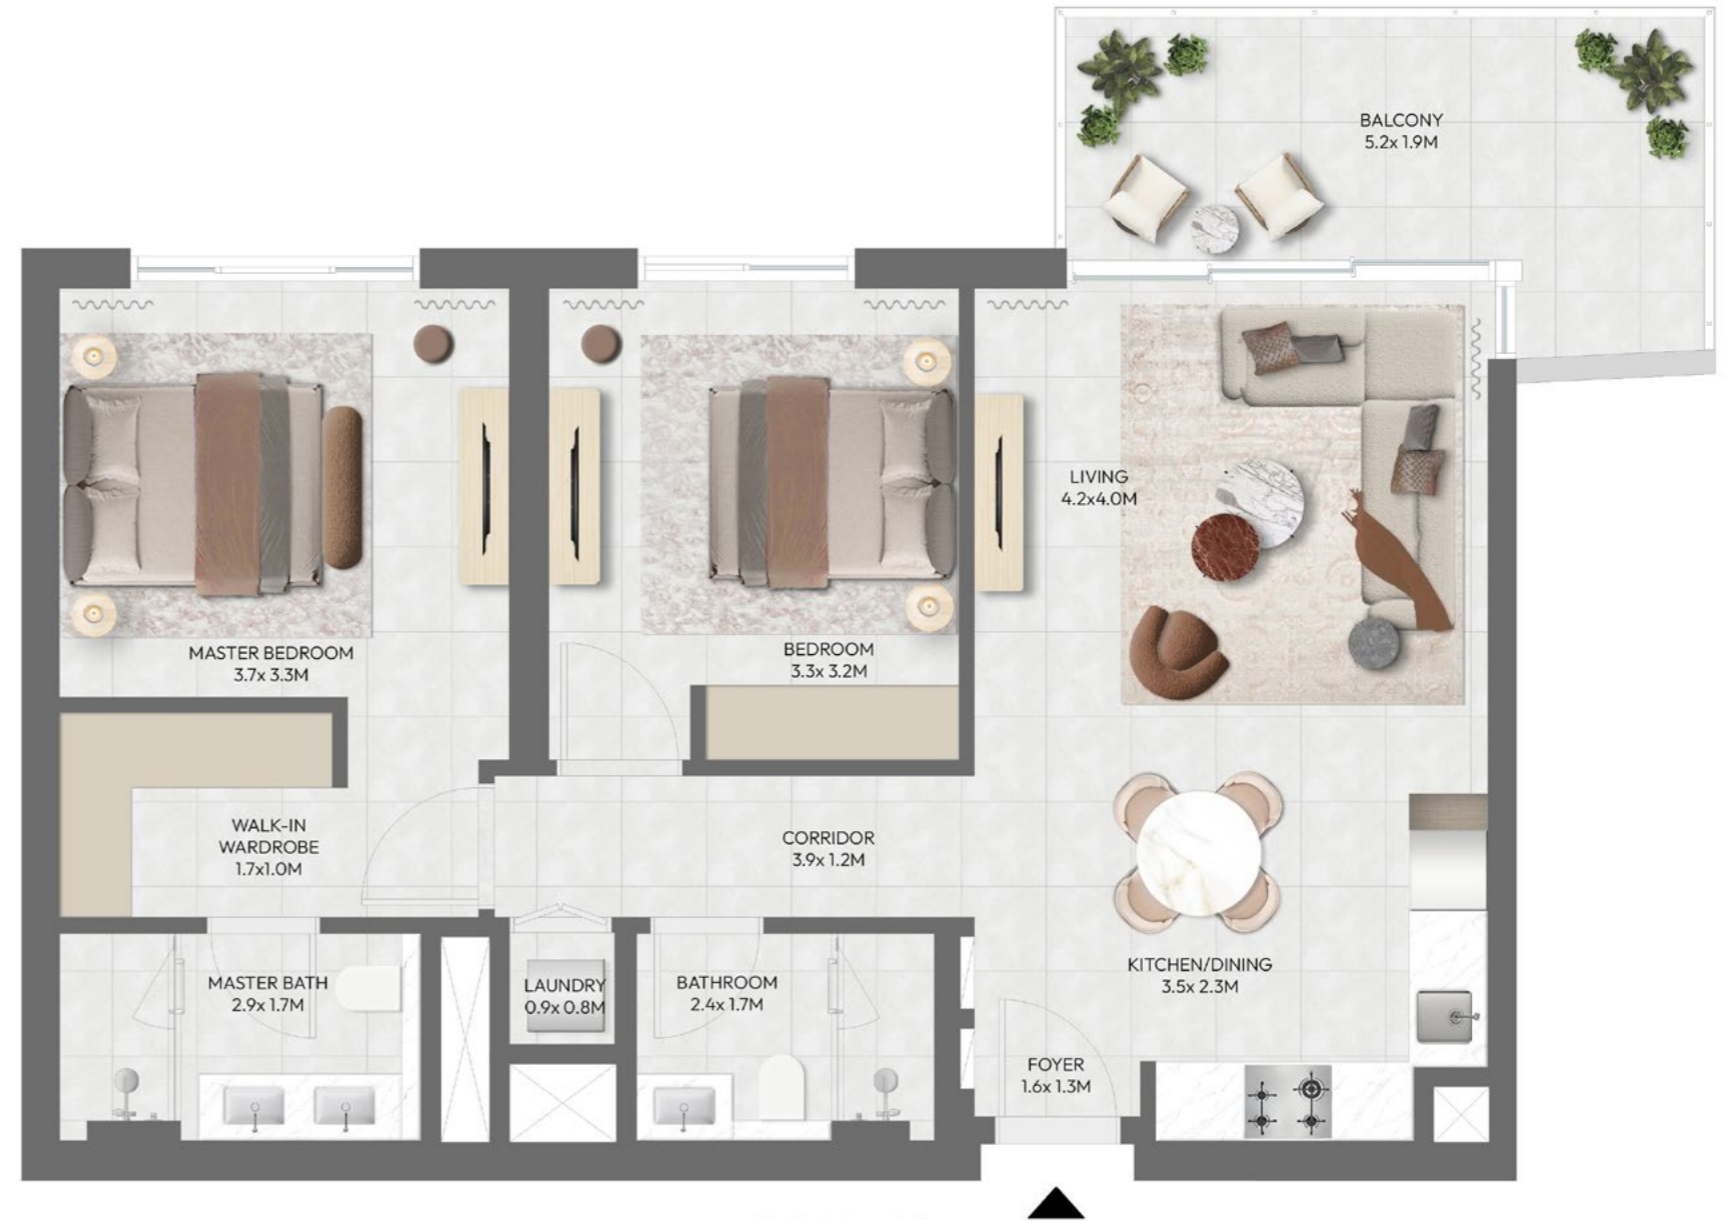 BALCONY
5.2x 1.9M
LIVING
4.2x4.0M
MASTER BEDROOM
3.7x 3.3M
BEDROOM
3.3x 3.2M
WALK-IN
WARDROBE
1.7x1.0M
CORRIDOR
3.9x 1.2M
KITCHEN/DINING
3.5x 2.3M
MASTER BATH
2.9x 1.7M
LAUNDRY
0.9x 0.8M
BATHROOM
2.4x 1.7M
FOYER
1.6x 1.3M